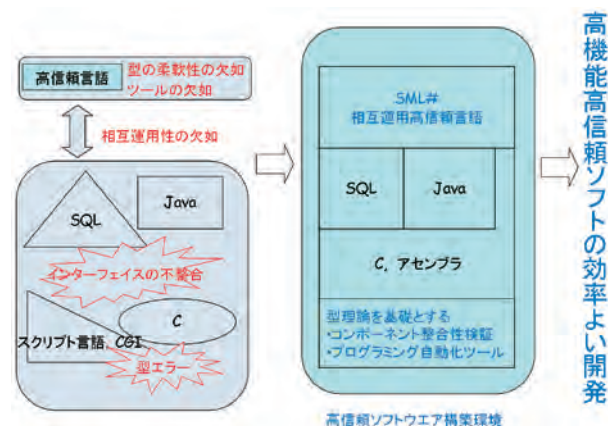 高信頼言語
型の柔軟性の欠如
ツールの欠如
相互運用性の欠如
SQL
Java
インターフェイスの不整合
C
スクリプト言語, CGI
型エラー
SML#
相互運用高信頼言語
SQL
Java
C, アセンブラ
型理論を基礎とする
・コンポーネント整合性検証
・プログラミング自動化ツール
高信頼ソフトウエア構築環境
高機能高信頼ソフトの効率よい開発